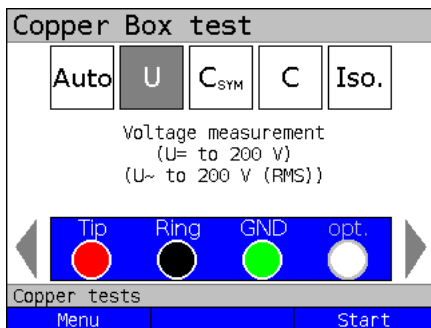 Copper Box test
Auto U CSYM C Iso.
Voltage measurement
(U= to 200 V)
(U~ to 200 V (RMS))
Tip Ring GND opt.
Copper tests
Menu Start